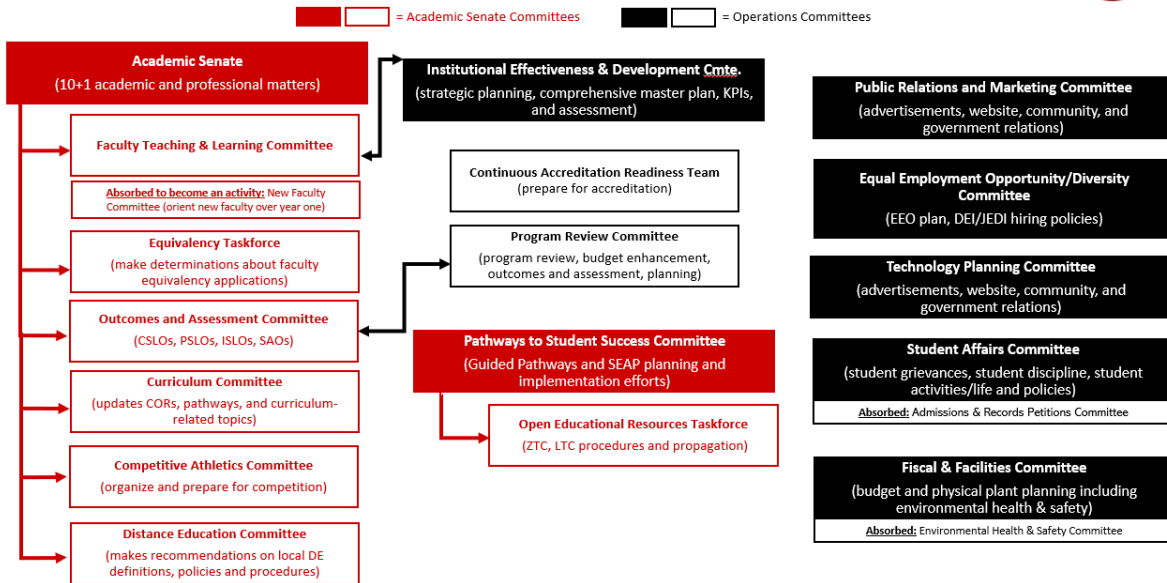 = Academic Senate Committees
= Operations Committees
Academic Senate
(10+1 academic and professional matters)
Faculty Teaching & Learning Committee
Absorbed to become an activity: New Faculty
Committee (orient new faculty over year one)
Equivalency Taskforce
(make determinations about faculty
equivalency applications)
Outcomes and Assessment Committee
(CSLOs, PSLOs, ISLOs, SAOs)
Curriculum Committee
(updates CORs, pathways, and curriculum-
related topics)
Competitive Athletics Committee
(organize and prepare for competition)
Distance Education Committee
(makes recommendations on local DE
definitions, policies and procedures)
Institutional Effectiveness & Development Cmte.
(strategic planning, comprehensive master plan, KPIs,
and assessment)
Continuous Accreditation Readiness Team
(prepare for accreditation)
Program Review Committee
(program review, budget enhancement,
outcomes and assessment, planning)
Pathways to Student Success Committee
(Guided Pathways and SEAP planning and
implementation efforts)
Open Educational Resources Taskforce
(ZTC, LTC procedures and propagation)
Public Relations and Marketing Committee
(advertisements, website, community, and
government relations)
Equal Employment Opportunity/Diversity
Committee
(EEO plan, DEI/JEDI hiring policies)
Technology Planning Committee
(advertisements, website, community, and
government relations)
Student Affairs Committee
(student grievances, student discipline, student
activities/life and policies)
Absorbed: Admissions & Records Petitions Committee
Fiscal & Facilities Committee
(budget and physical plant planning including
environmental health & safety)
Absorbed: Environmental Health & Safety Committee